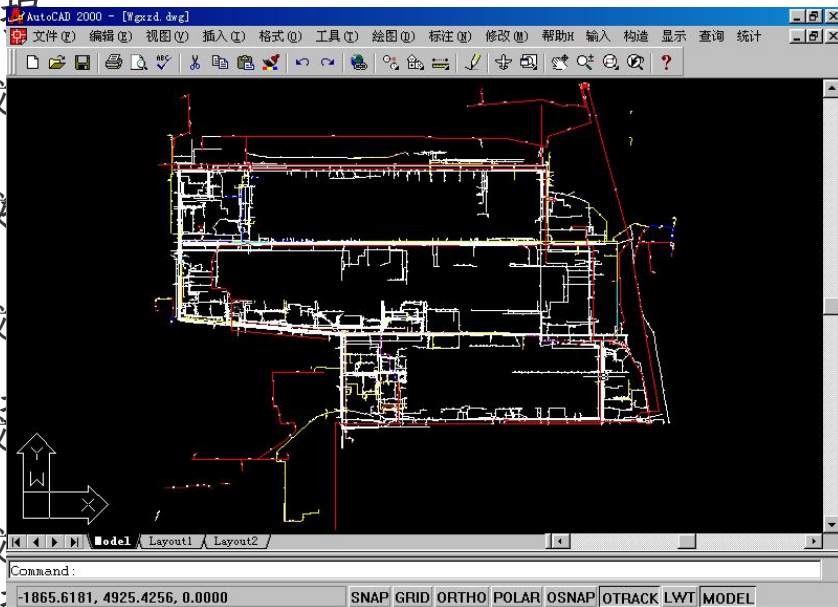 AutoCAD 2000 - [Wgxzd.dwg]
文件(F) 编辑(E) 视图(V) 插入(I) 格式(O) 工具(T) 绘图(D) 标注(N) 修改(M) 帮助H 输入 构造 显示 查询 统计
Model Layout1 Layout2
Command:
-1865.6181, 4925.4256, 0.0000 SNAP GRID ORTHO POLAR OSNAP OTRACK LWT MODEL